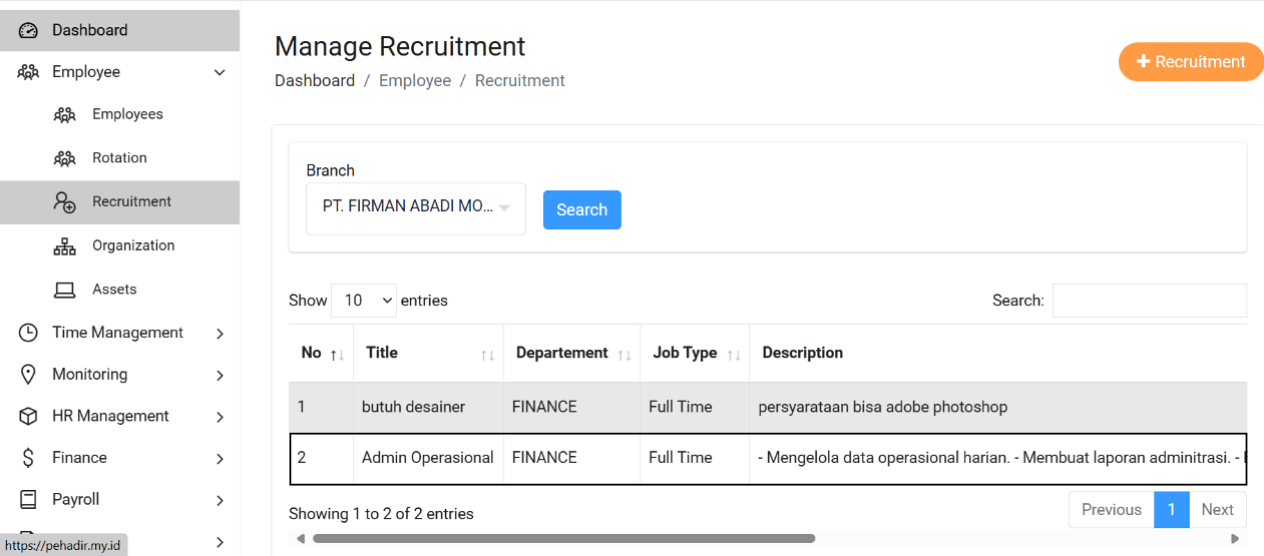 Dashboard
Employee
Employees
Rotation
Recruitment
Organization
Assets
Time Management
Monitoring
HR Management
Finance
Payroll
https://pehadir.my.id
Manage Recruitment
Dashboard / Employee / Recruitment
+ Recruitment
Branch
PT. FIRMAN ABADI MO...
Search
Show 10 entries
Search:
No Title Departement Job Type Description
1 butuh desainer FINANCE Full Time persyarataan bisa adobe photoshop
2 Admin Operasional FINANCE Full Time - Mengelola data operasional harian. - Membuat laporan adminitrasi. -
Showing 1 to 2 of 2 entries
Previous 1 Next